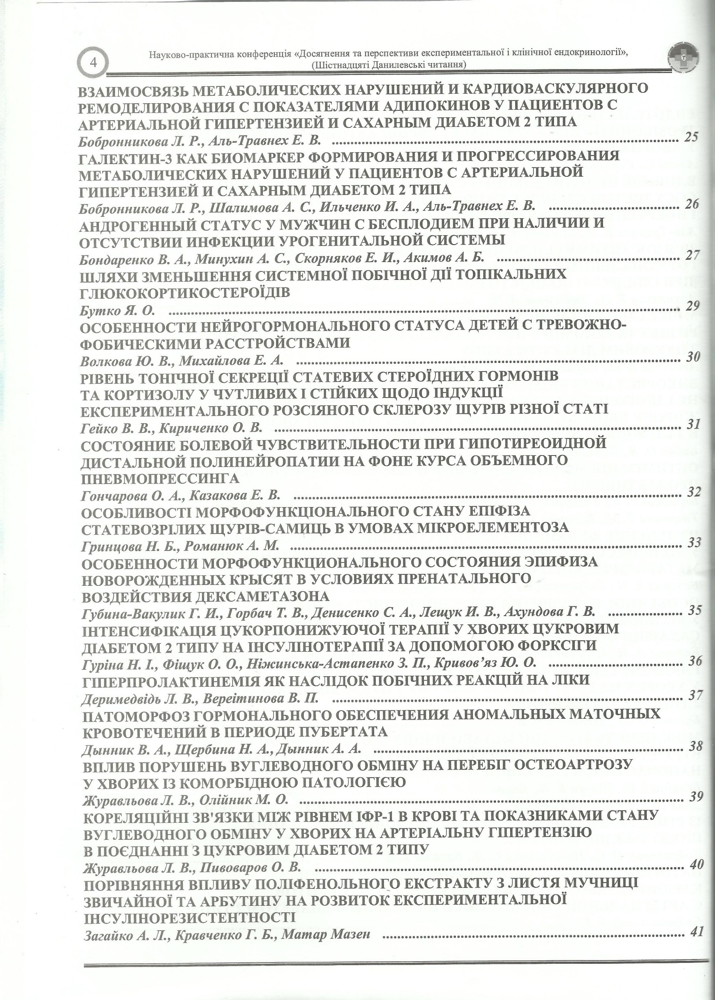 4
Науково-практична конференція «Досягнення та перспективи експериментальної і клінічної ендокринології»,
(Шістнадцяті Данилевські читання)
ВЗАИМОСВЯЗЬ МЕТАБОЛИЧЕСКИХ НАРУШЕНИЙ И КАРДИОВАСКУЛЯРНОГО
РЕМОДЕЛИРОВАНИЯ С ПОКАЗАТЕЛЯМИ АДИПОКИНОВ У ПАЦИЕНТОВ С
АРТЕРИАЛЬНОЙ ГИПЕРТЕНЗИЕЙ И САХАРНЫМ ДИАБЕТОМ 2 ТИПА
Бобронникова Л. Р., Аль-Травнех Е. В. ........ 25
ГАЛЕКТИН-3 КАК БИОМАРКЕР ФОРМИРОВАНИЯ И ПРОГРЕССИРОВАНИЯ
МЕТАБОЛИЧЕСКИХ НАРУШЕНИЙ У ПАЦИЕНТОВ С АРТЕРИАЛЬНОЙ
ГИПЕРТЕНЗИЕЙ И САХАРНЫМ ДИАБЕТОМ 2 ТИПА
Бобронникова Л. Р., Шалимова А. С., Ильченко И. А., Аль-Травнех Е. В. ........ 26
АНДРОГЕННЫЙ СТАТУС У МУЖЧИН С БЕСПЛОДИЕМ ПРИ НАЛИЧИИ И
ОТСУТСТВИИ ИНФЕКЦИИ УРОГЕНИТАЛЬНОЙ СИСТЕМЫ
Бондаренко В. А., Минухин А. С., Скорняков Е. И., Акимов А. Б. ........ 27
ШЛЯХИ ЗМЕНЬШЕННЯ СИСТЕМНОЇ ПОБІЧНОЇ ДІЇ ТОПІКАЛЬНИХ
ГЛЮКОКОРТИКОСТЕРОЇДІВ
Бутко Я. О. ........ 29
ОСОБЕННОСТИ НЕЙРОГОРМОНАЛЬНОГО СТАТУСА ДЕТЕЙ С ТРЕВОЖНО-
ФОБИЧЕСКИМИ РАССТРОЙСТВАМИ
Волкова Ю. В., Михайлова Е. А. ........ 30
РІВЕНЬ ТОНІЧНОЇ СЕКРЕЦІЇ СТАТЕВИХ СТЕРОЇДНИХ ГОРМОНІВ
ТА КОРТИЗОЛУ У ЧУТЛИВИХ І СТІЙКИХ ЩОДО ІНДУКЦІЇ
ЕКСПЕРИМЕНТАЛЬНОГО РОЗСІЯНОГО СКЛЕРОЗУ ЩУРІВ РІЗНОЇ СТАТІ
Гейко В. В., Кириченко О. В. ........ 31
СОСТОЯНИЕ БОЛЕВОЙ ЧУВСТВИТЕЛЬНОСТИ ПРИ ГИПОТИРЕОИДНОЙ
ДИСТАЛЬНОЙ ПОЛИНЕЙРОПАТИИ НА ФОНЕ КУРСА ОБЪЕМНОГО
ПНЕВМОПРЕССИНГА
Гончарова О. А., Казакова Е. В. ........ 32
ОСОБЛИВОСТІ МОРФОФУНКЦІОНАЛЬНОГО СТАНУ ЕПІФІЗА
СТАТЕВОЗРІЛИХ ЩУРІВ-САМИЦЬ В УМОВАХ МІКРОЕЛЕМЕНТОЗА
Гринцова Н. Б., Романюк А. М. ........ 33
ОСОБЕННОСТИ МОРФОФУНКЦИОНАЛЬНОГО СОСТОЯНИЯ ЭПИФИЗА
НОВОРОЖДЕННЫХ КРЫСЯТ В УСЛОВИЯХ ПРЕНАТАЛЬНОГО
ВОЗДЕЙСТВИЯ ДЕКСАМЕТАЗОНА
Губина-Вакулик Г. И., Горбач Т. В., Денисенко С. А., Лещук И. В., Ахундова Г. В. ........ 35
ІНТЕНСИФІКАЦІЯ ЦУКОРПОНИЖУЮЧОЇ ТЕРАПІЇ У ХВОРИХ ЦУКРОВИМ
ДІАБЕТОМ 2 ТИПУ НА ІНСУЛІНОТЕРАПІЇ ЗА ДОПОМОГОЮ ФОРКСІГИ
Гуріна Н. І., Фіщук О. О., Ніжинська-Астапенко З. П., Кривов’яз Ю. О. ........ 36
ГІПЕРПРОЛАКТИНЕМІЯ ЯК НАСЛІДОК ПОБІЧНИХ РЕАКЦІЙ НА ЛІКИ
Деримедвідь Л. В., Вереітинова В. П. ........ 37
ПАТОМОРФОЗ ГОРМОНАЛЬНОГО ОБЕСПЕЧЕНИЯ АНОМАЛЬНЫХ МАТОЧНЫХ
КРОВОТЕЧЕНИЙ В ПЕРИОДЕ ПУБЕРТАТА
Дынник В. А., Щербина Н. А., Дынник А. А. ........ 38
ВПЛИВ ПОРУШЕНЬ ВУГЛЕВОДНОГО ОБМІНУ НА ПЕРЕБІГ ОСТЕОАРТРОЗУ
У ХВОРИХ ІЗ КОМОРБІДНОЮ ПАТОЛОГІЄЮ
Журавльова Л. В., Олійник М. О. ........ 39
КОРЕЛЯЦІЙНІ ЗВ'ЯЗКИ МІЖ РІВНЕМ ІФР-1 В КРОВІ ТА ПОКАЗНИКАМИ СТАНУ
ВУГЛЕВОДНОГО ОБМІНУ У ХВОРИХ НА АРТЕРІАЛЬНУ ГІПЕРТЕНЗІЮ
В ПОЄДНАННІ З ЦУКРОВИМ ДІАБЕТОМ 2 ТИПУ
Журавльова Л. В., Пивоваров О. В. ........ 40
ПОРІВНЯННЯ ВПЛИВУ ПОЛІФЕНОЛЬНОГО ЕКСТРАКТУ З ЛИСТЯ МУЧНИЦІ
ЗВИЧАЙНОЇ ТА АРБУТИНУ НА РОЗВИТОК ЕКСПЕРИМЕНТАЛЬНОЇ
ІНСУЛІНОРЕЗИСТЕНТНОСТІ
Загайко А. Л., Кравченко Г. Б., Матар Мазен ........ 41